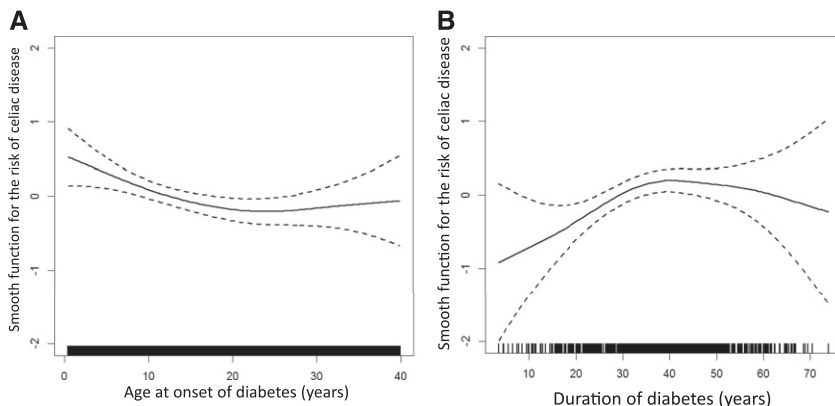 A
Smooth function for the risk of celiac disease
2
1
0
-1
-2
0 10 20 30 40
Age at onset of diabetes (years)
B
Smooth function for the risk of celiac disease
2
1
0
-1
-2
10 20 30 40 50 60 70
Duration of diabetes (years)